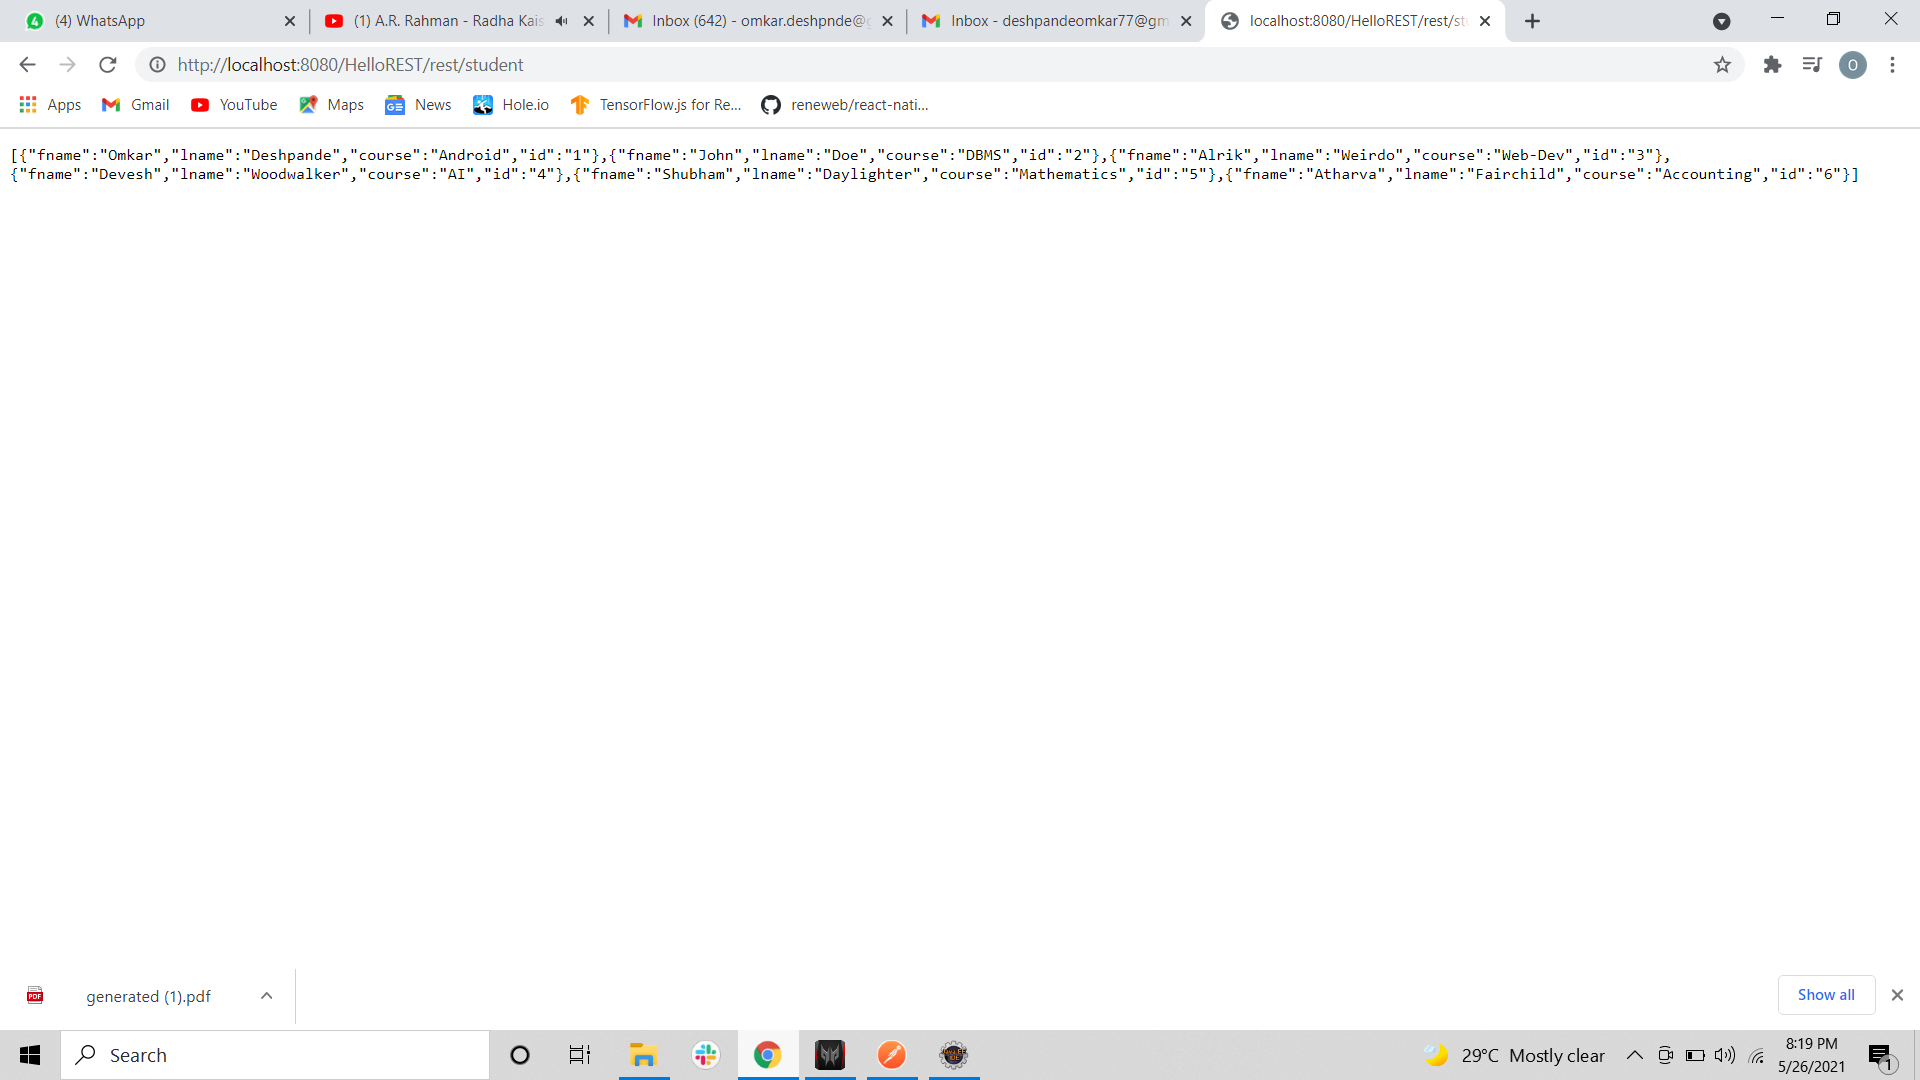 (4) WhatsApp
(1) A.R. Rahman - Radha Kais
Inbox (642) - omkar.deshpnde@g
Inbox - deshpandeomkar77@gm
localhost:8080/HelloREST/rest/stu
http://localhost:8080/HelloREST/rest/student
O
Apps
Gmail
YouTube
Maps
News
Hole.io
TensorFlow.js for Re...
reneweb/react-nati...
[{"fname":"Omkar","lname":"Deshpande","course":"Android","id":"1"},{"fname":"John","lname":"Doe","course":"DBMS","id":"2"},{"fname":"Alrik","lname":"Weirdo","course":"Web-Dev","id":"3"},
{"fname":"Devesh","lname":"Woodwalker","course":"AI","id":"4"},{"fname":"Shubham","lname":"Daylighter","course":"Mathematics","id":"5"},{"fname":"Atharva","lname":"Fairchild","course":"Accounting","id":"6"}]
PDF
generated (1).pdf
Show all
Search
29°C Mostly clear
8:19 PM
5/26/2021
1